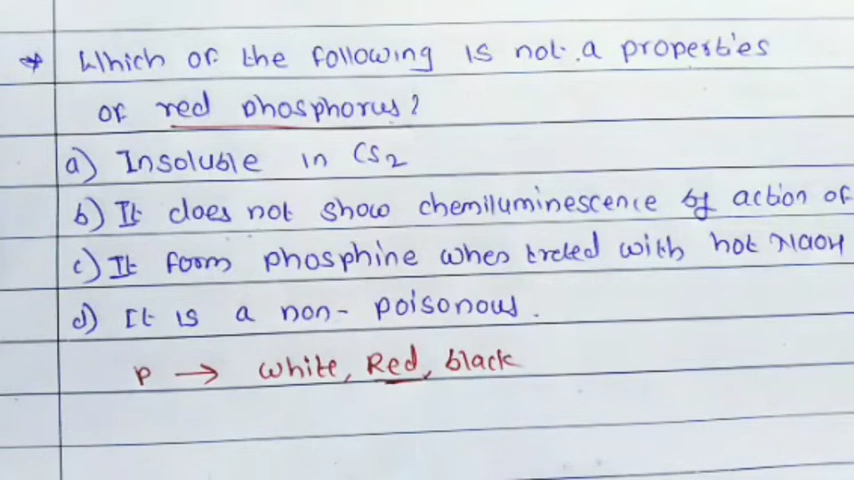 * Which of the following is not a properties
of red phosphorus?
a) Insoluble in CS2
b) It does not show chemiluminescence by action of
c) It form phosphine when treted with hot NaOH
d) It is a non-poisonous.
P → white, Red, black